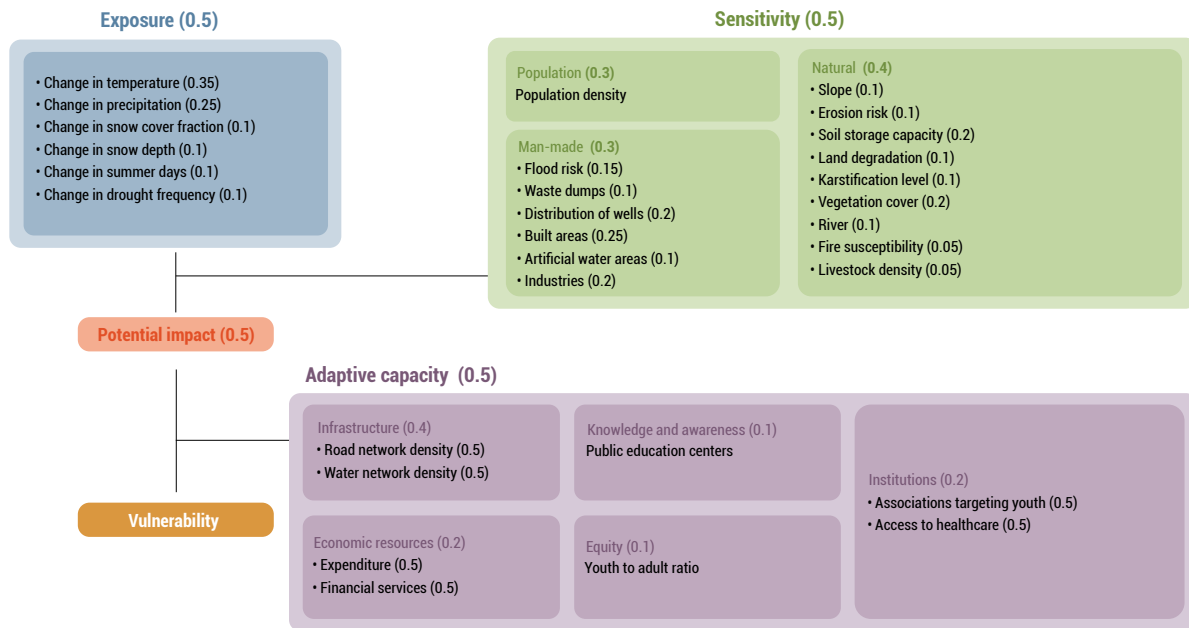 Exposure (0.5)
• Change in temperature (0.35)
• Change in precipitation (0.25)
• Change in snow cover fraction (0.1)
• Change in snow depth (0.1)
• Change in summer days (0.1)
• Change in drought frequency (0.1)
Sensitivity (0.5)
Population (0.3)
Population density
Man-made (0.3)
• Flood risk (0.15)
• Waste dumps (0.1)
• Distribution of wells (0.2)
• Built areas (0.25)
• Artificial water areas (0.1)
• Industries (0.2)
Natural (0.4)
• Slope (0.1)
• Erosion risk (0.1)
• Soil storage capacity (0.2)
• Land degradation (0.1)
• Karstification level (0.1)
• Vegetation cover (0.2)
• River (0.1)
• Fire susceptibility (0.05)
• Livestock density (0.05)
Potential impact (0.5)
Adaptive capacity (0.5)
Infrastructure (0.4)
• Road network density (0.5)
• Water network density (0.5)
Knowledge and awareness (0.1)
Public education centers
Institutions (0.2)
• Associations targeting youth (0.5)
• Access to healthcare (0.5)
Economic resources (0.2)
• Expenditure (0.5)
• Financial services (0.5)
Equity (0.1)
Youth to adult ratio
Vulnerability